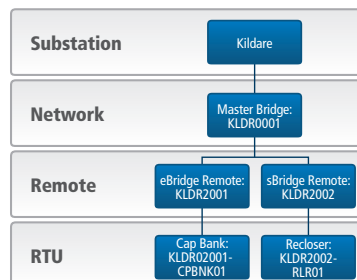 Substation
Kildare
Network
Master Bridge:
KLDR0001
Remote
eBridge Remote:
KLDR2001
sBridge Remote:
KLDR2002
RTU
Cap Bank:
KLDR02001-
CPBNK01
Recloser:
KLDR2002-
RLR01